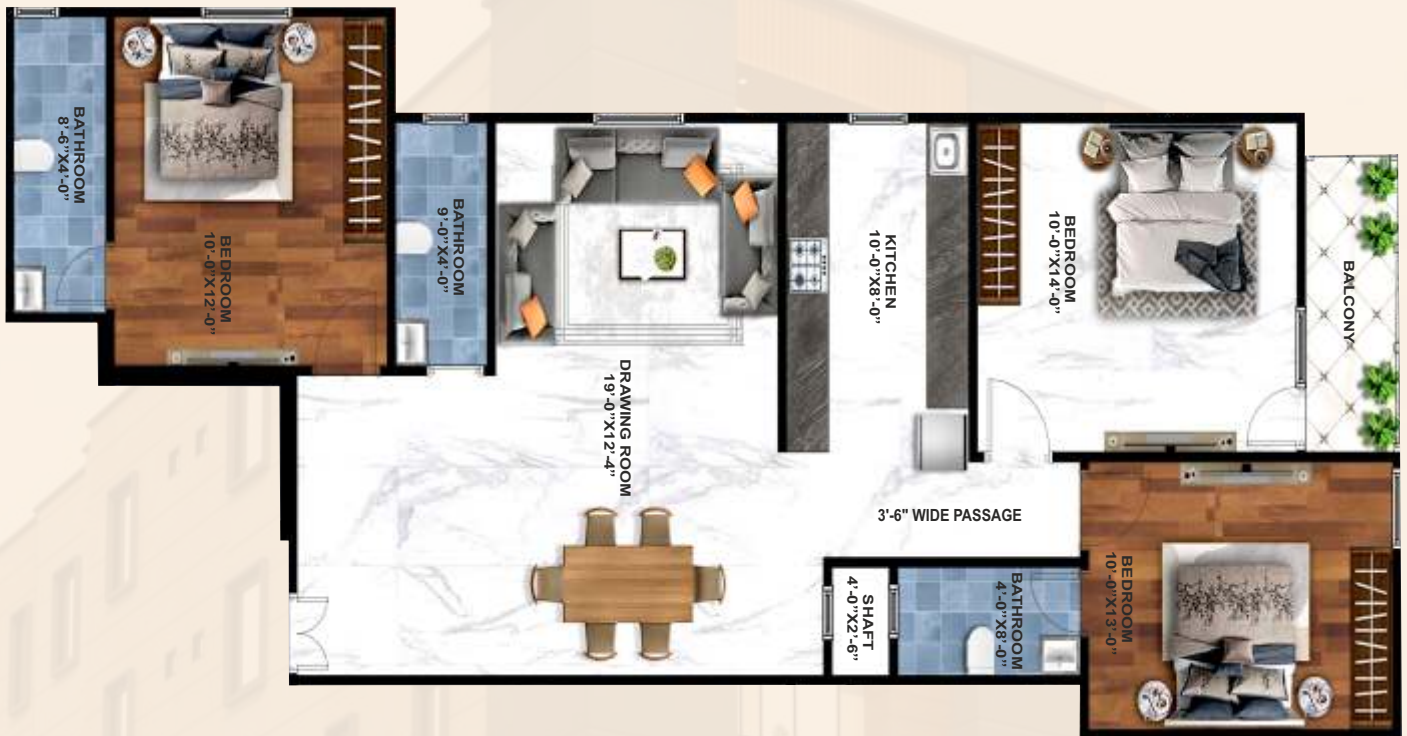 BATHROOM
8'-6"X4'-0"
BEDROOM
10'-0"X12'-0"
BATHROOM
9'-0"X4'-0"
DRAWING ROOM
19'-0"X12'-4"
KITCHEN
10'-0"X8'-0"
BEDROOM
10'-0"X14'-0"
BALCONY
3'-6" WIDE PASSAGE
SHAFT
4'-0"X2'-6"
BATHROOM
4'-0"X8'-0"
BEDROOM
10'-0"X13'-0"